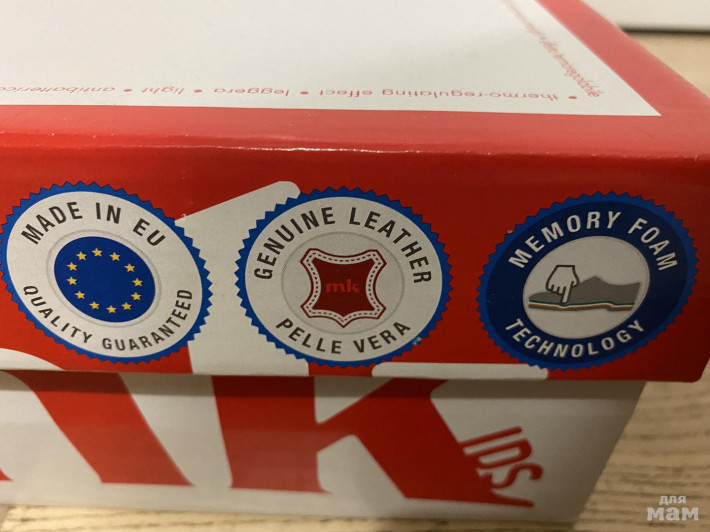 antibatterico • light • leggera • thermo-regulating effect •
MADE IN EU
QUALITY GUARANTEED
GENUINE LEATHER
mk
PELLE VERA
MEMORY FOAM
TECHNOLOGY
mk
IDS
для
мам